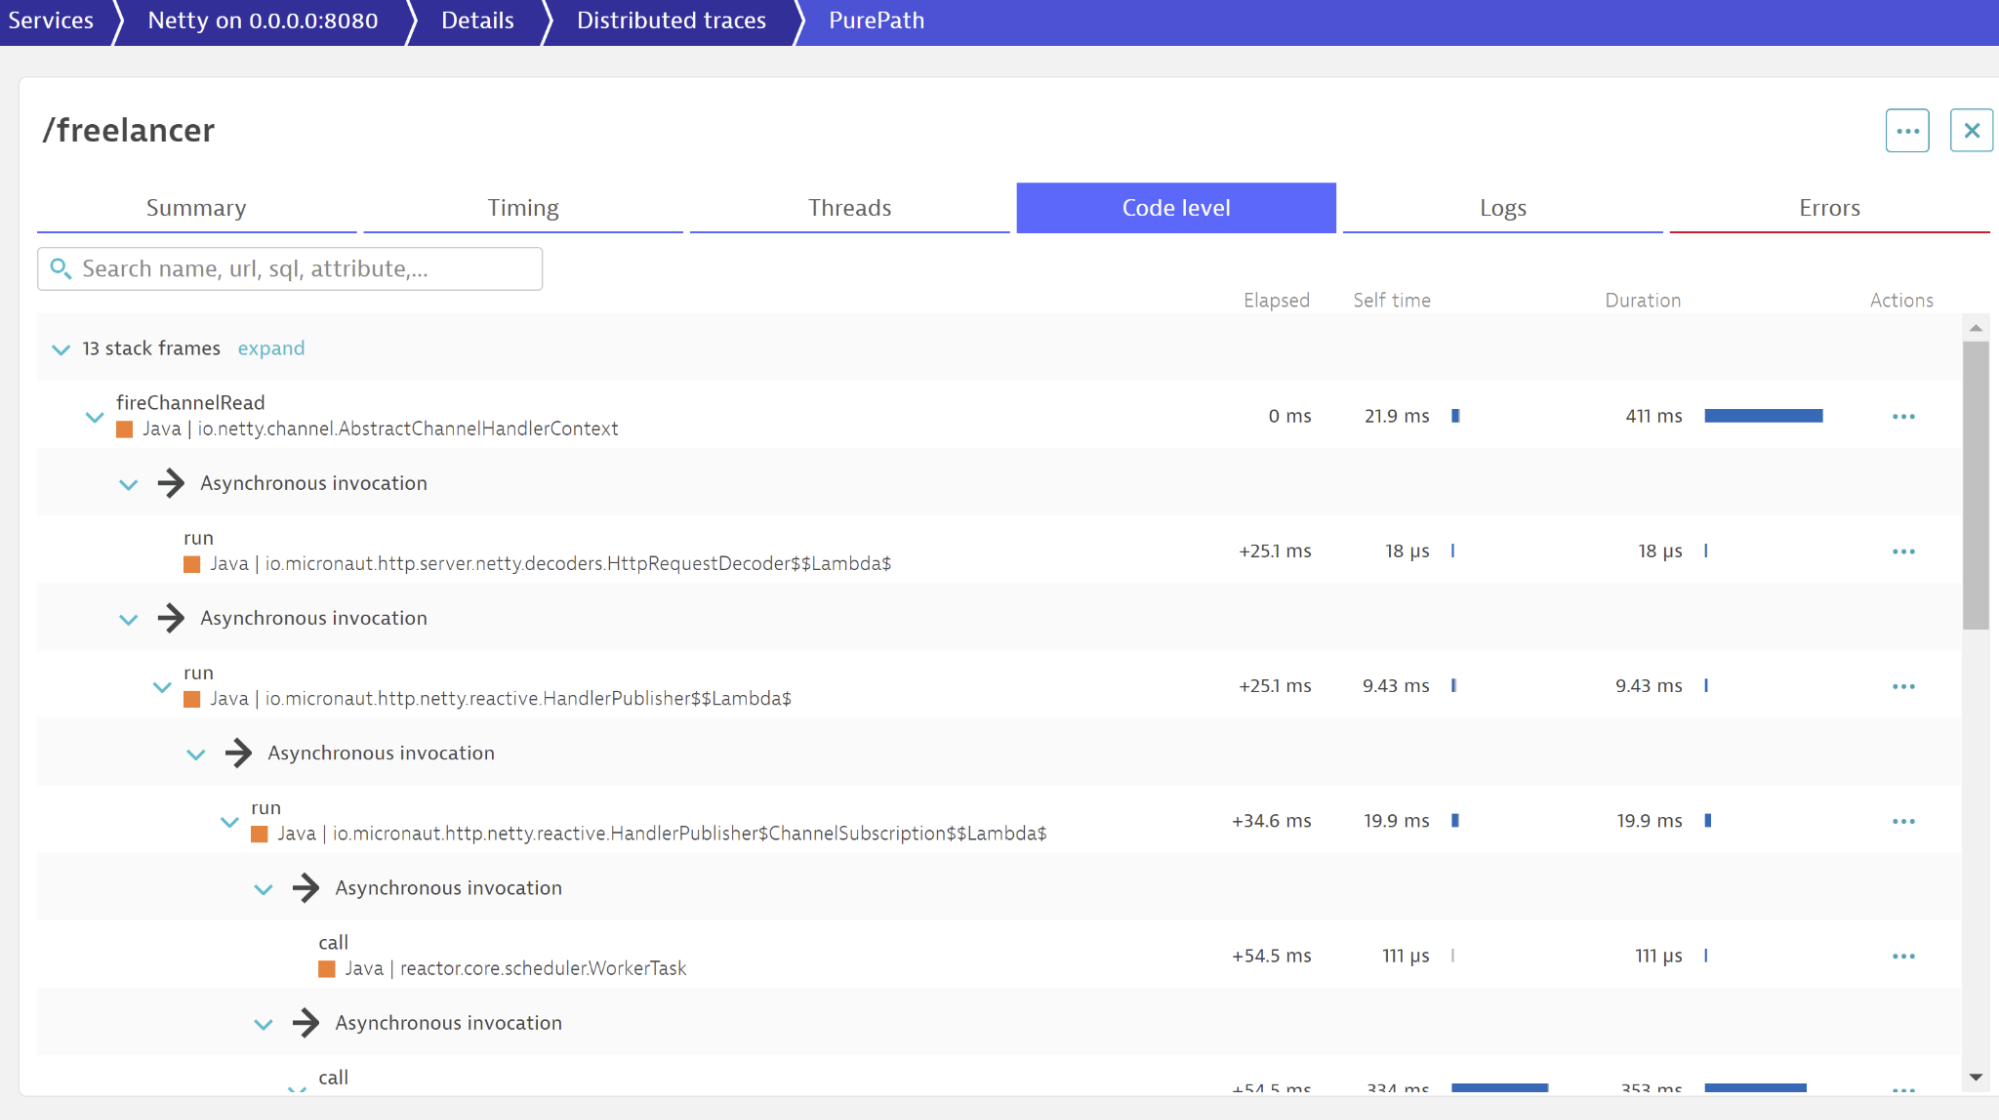 Services
Netty on 0.0.0.0:8080
Details
Distributed traces
PurePath
/freelancer
Summary
Timing
Threads
Code level
Logs
Errors
Search name, url, sql, attribute,...
Elapsed
Self time
Duration
Actions
13 stack frames expand
fireChannelRead
Java | io.netty.channel.AbstractChannelHandlerContext
0 ms
21.9 ms
411 ms
Asynchronous invocation
run
Java | io.micronaut.http.server.netty.decoders.HttpRequestDecoder$$Lambda$
+25.1 ms
18 µs
18 µs
Asynchronous invocation
run
Java | io.micronaut.http.netty.reactive.HandlerPublisher$$Lambda$
+25.1 ms
9.43 ms
9.43 ms
Asynchronous invocation
run
Java | io.micronaut.http.netty.reactive.HandlerPublisher$ChannelSubscription$$Lambda$
+34.6 ms
19.9 ms
19.9 ms
Asynchronous invocation
call
Java | reactor.core.scheduler.WorkerTask
+54.5 ms
111 µs
111 µs
Asynchronous invocation
call
+54.5 ms
334 ms
353 ms